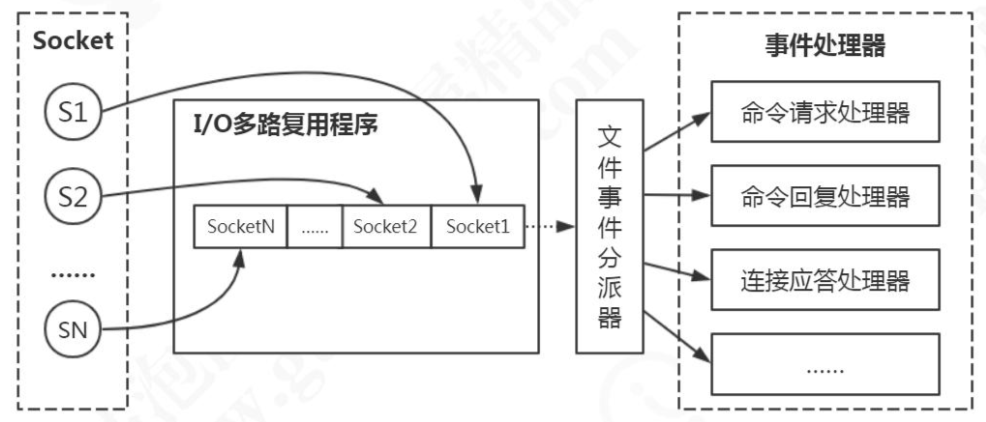 Socket
S1
S2
……
SN
I/O多路复用程序
SocketN
......
Socket2
Socket1
文件事件分派器
事件处理器
命令请求处理器
命令回复处理器
连接应答处理器
……